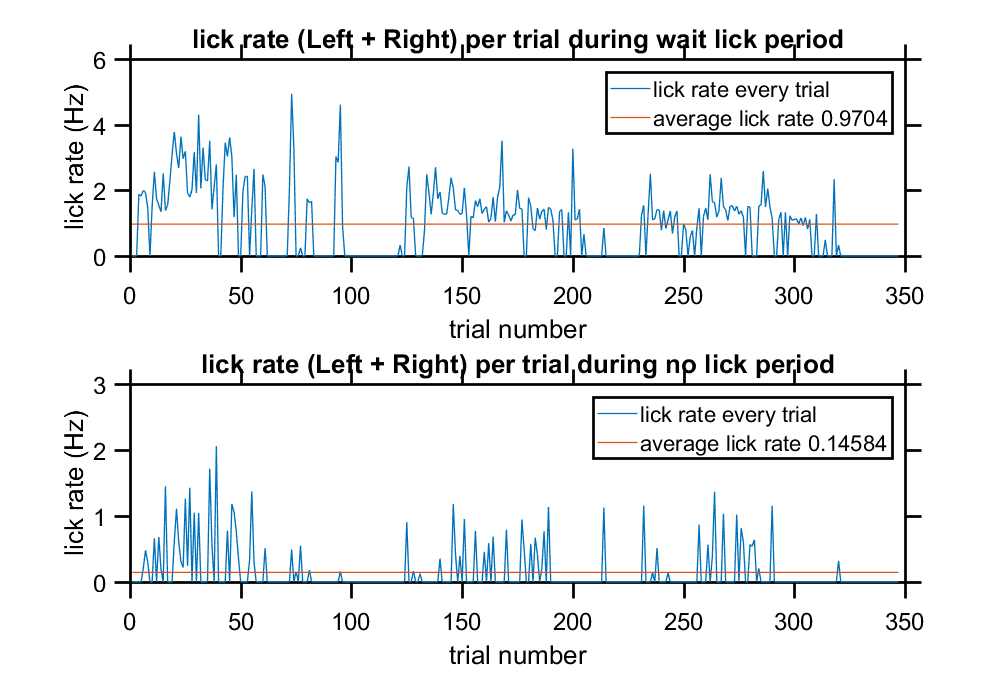 lick rate (Left + Right) per trial during wait lick period
6
4
2
0
lick rate (Hz)
lick rate every trial
average lick rate 0.9704
0 50 100 150 200 250 300 350
trial number
lick rate (Left + Right) per trial during no lick period
3
2
1
0
lick rate (Hz)
lick rate every trial
average lick rate 0.14584
0 50 100 150 200 250 300 350
trial number